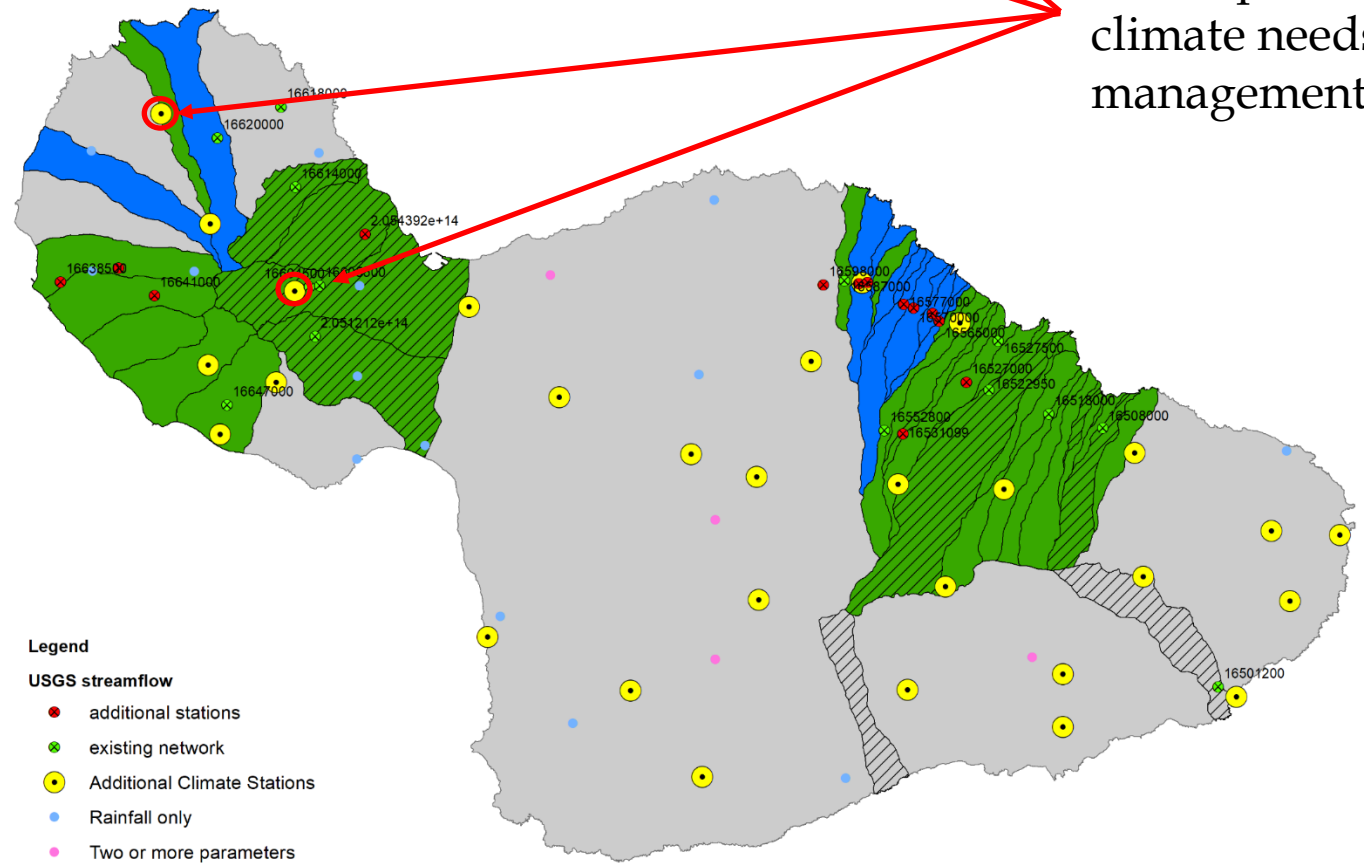 climate needs
management
16618000
16620000
16614000
2.054392e+14
16638500
16641000
2.051212e+14
16647000
16598000
16587000
16577000
16570000
16565000
16527500
16527000
16522950
16518000
16508000
16552800
16531099
16501200
Legend
USGS streamflow
additional stations
existing network
Additional Climate Stations
Rainfall only
Two or more parameters